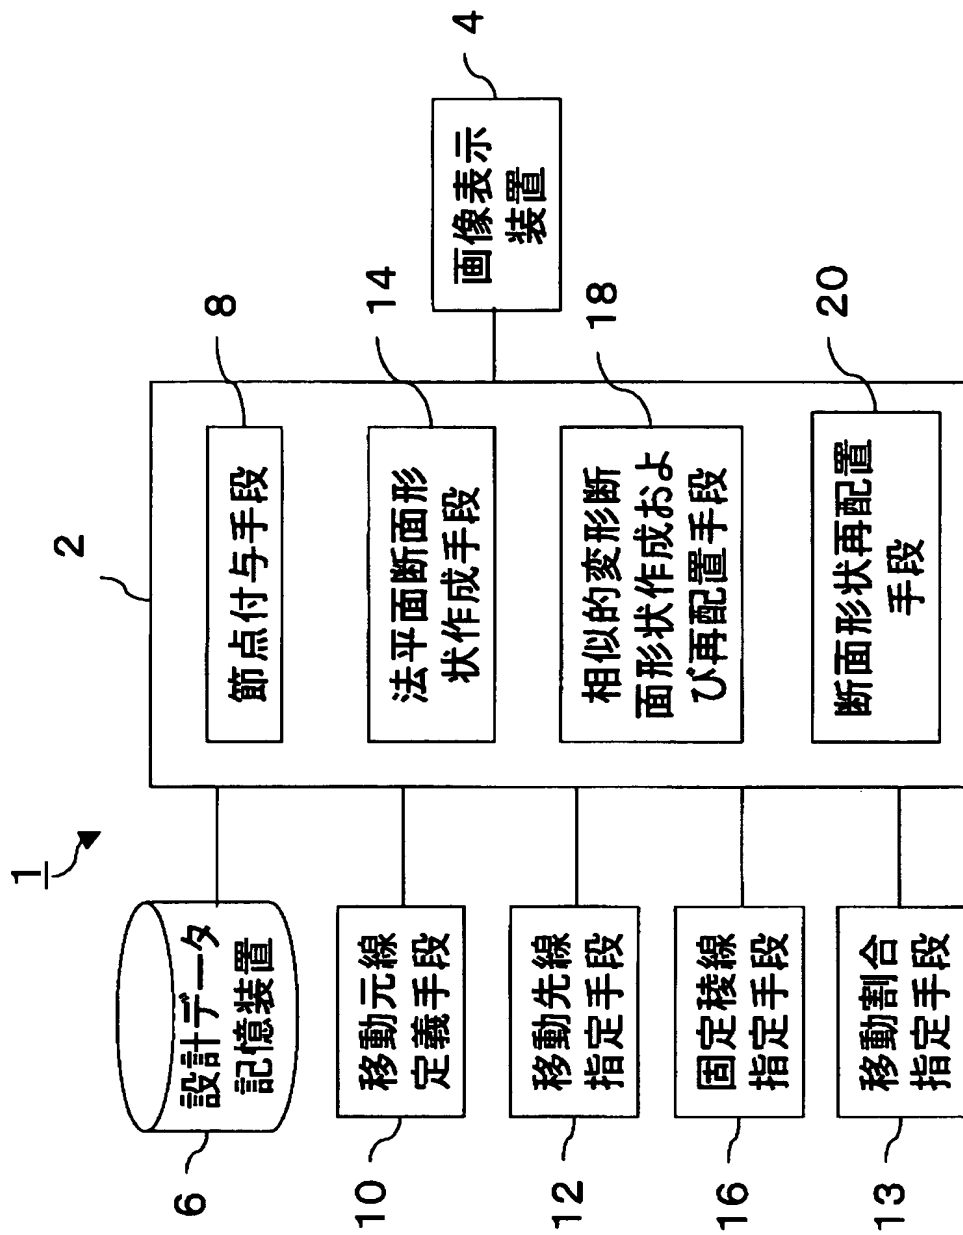 1
2
4
画像表示
装置
6
設計データ
記憶装置
10
移動元線
定義手段
12
移動先線
指定手段
16
固定稜線
指定手段
13
移動割合
指定手段
8
節点付与手段
14
法平面断面形
状作成手段
18
相似的変形断
面形状作成およ
び再配置手段
20
断面形状再配置
手段